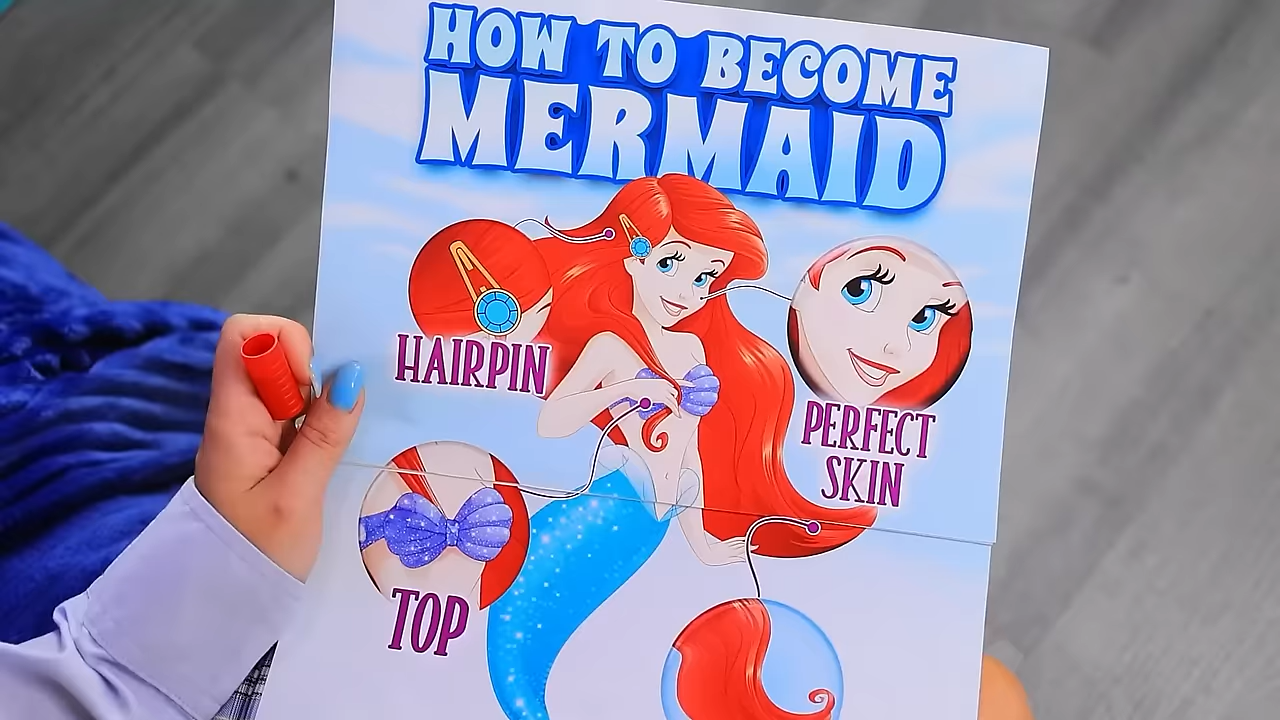 HOW TO BECOME
MERMAID
HAIRPIN
PERFECT
SKIN
TOP